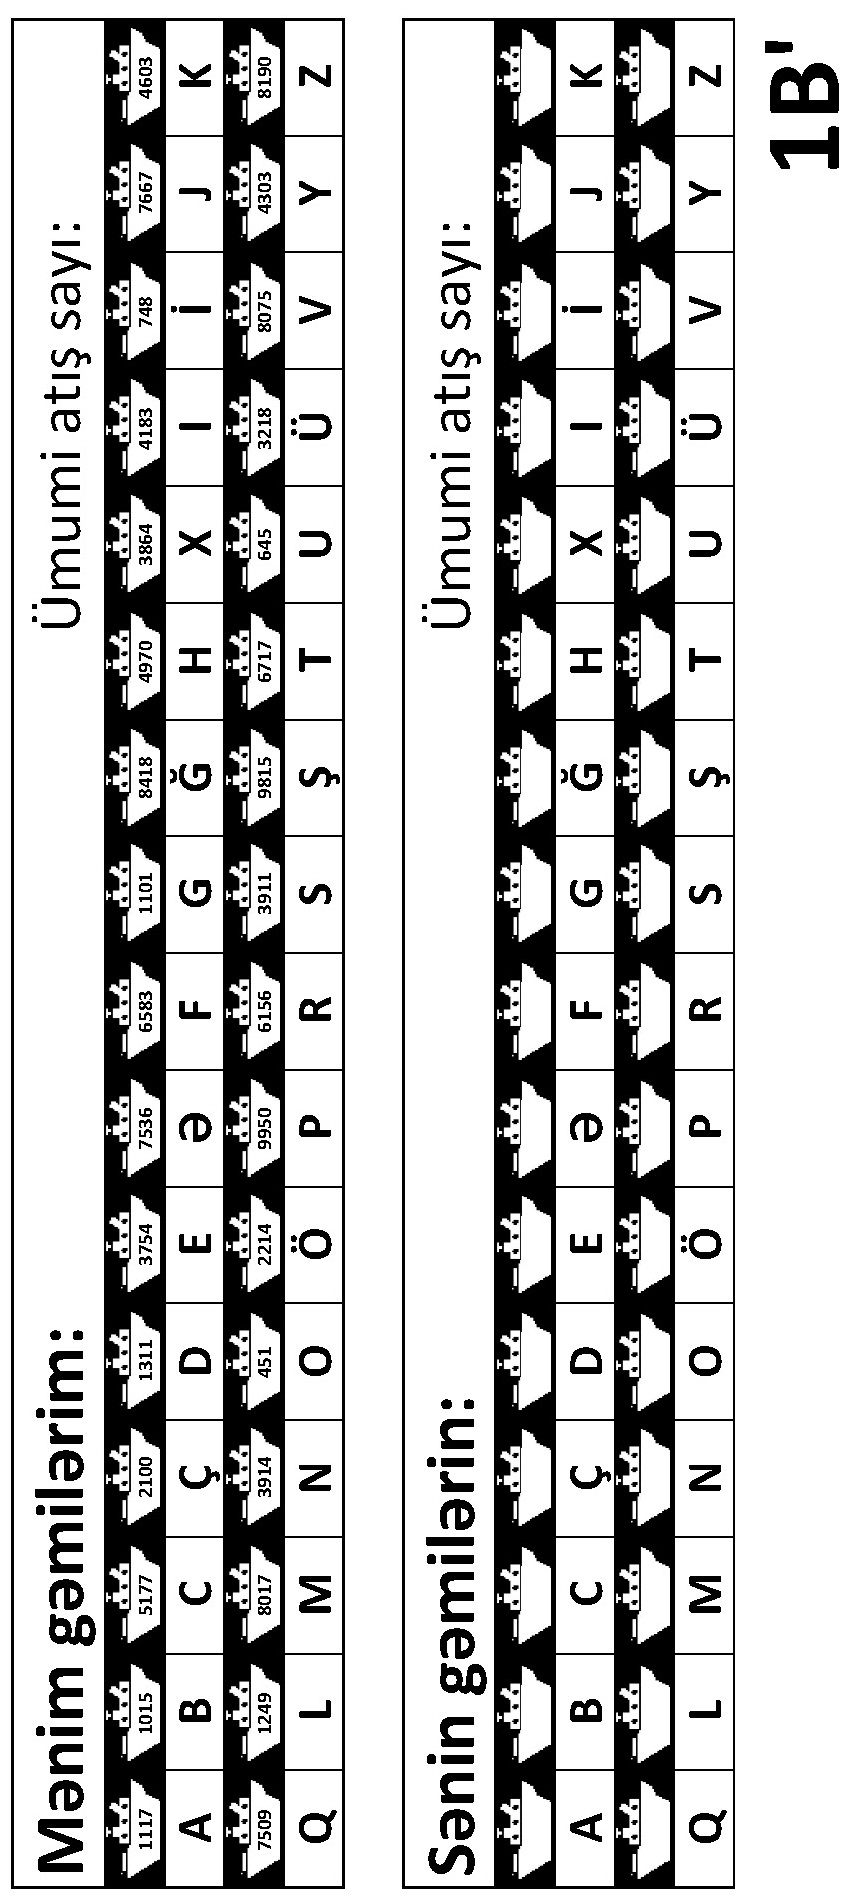 Mənim gəmilərim: Ümumi atış sayı:
1117 1015 5177 2100 1311 3754 7536 6583 1101 8418 4970 3864 4183 748 7667 4603
A B C Ç D E Ə F G Ğ H X I İ J K
7509 1249 8017 3914 451 2214 9950 6156 3911 9815 6717 645 3218 8075 4303 8190
Q L M N O Ö P R S Ş T U Ü V Y Z
Sənin gəmilərin: Ümumi atış sayı:
A B C Ç D E Ə F G Ğ H X I İ J K
Q L M N O Ö P R S Ş T U Ü V Y Z
1B'